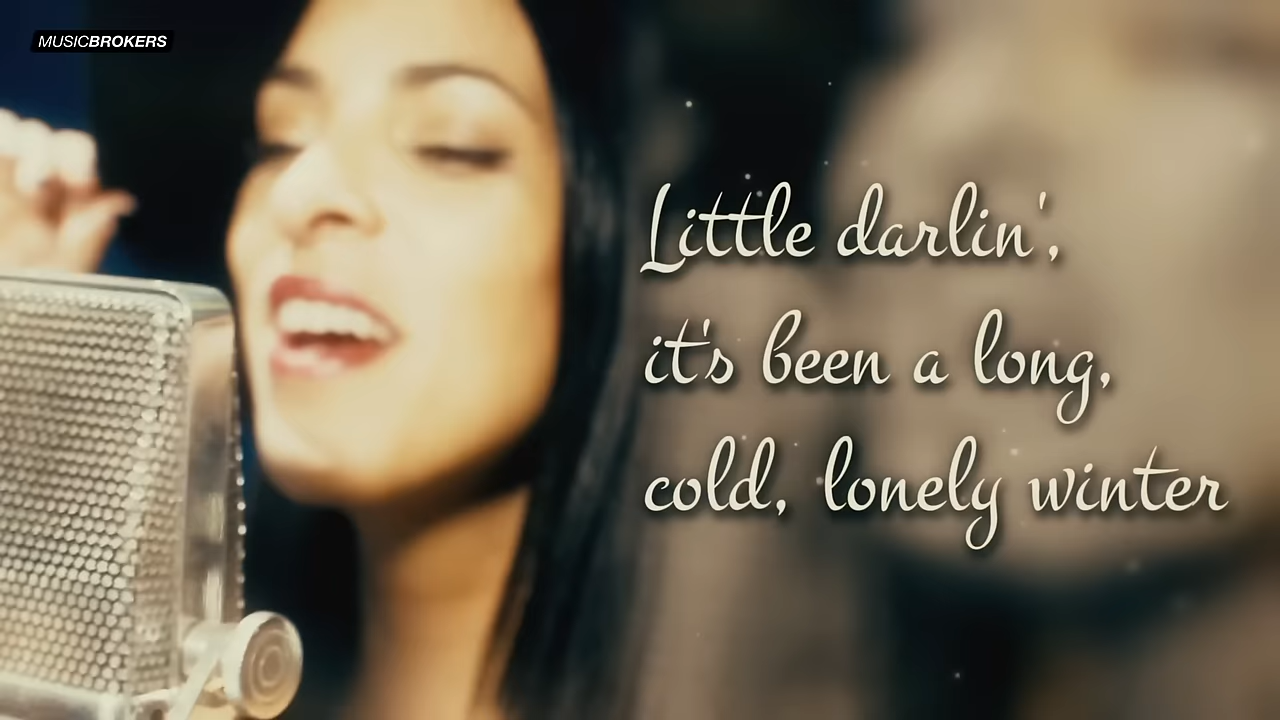 MUSICBROKERS
Little darlin',
it's been a long,
cold, lonely winter